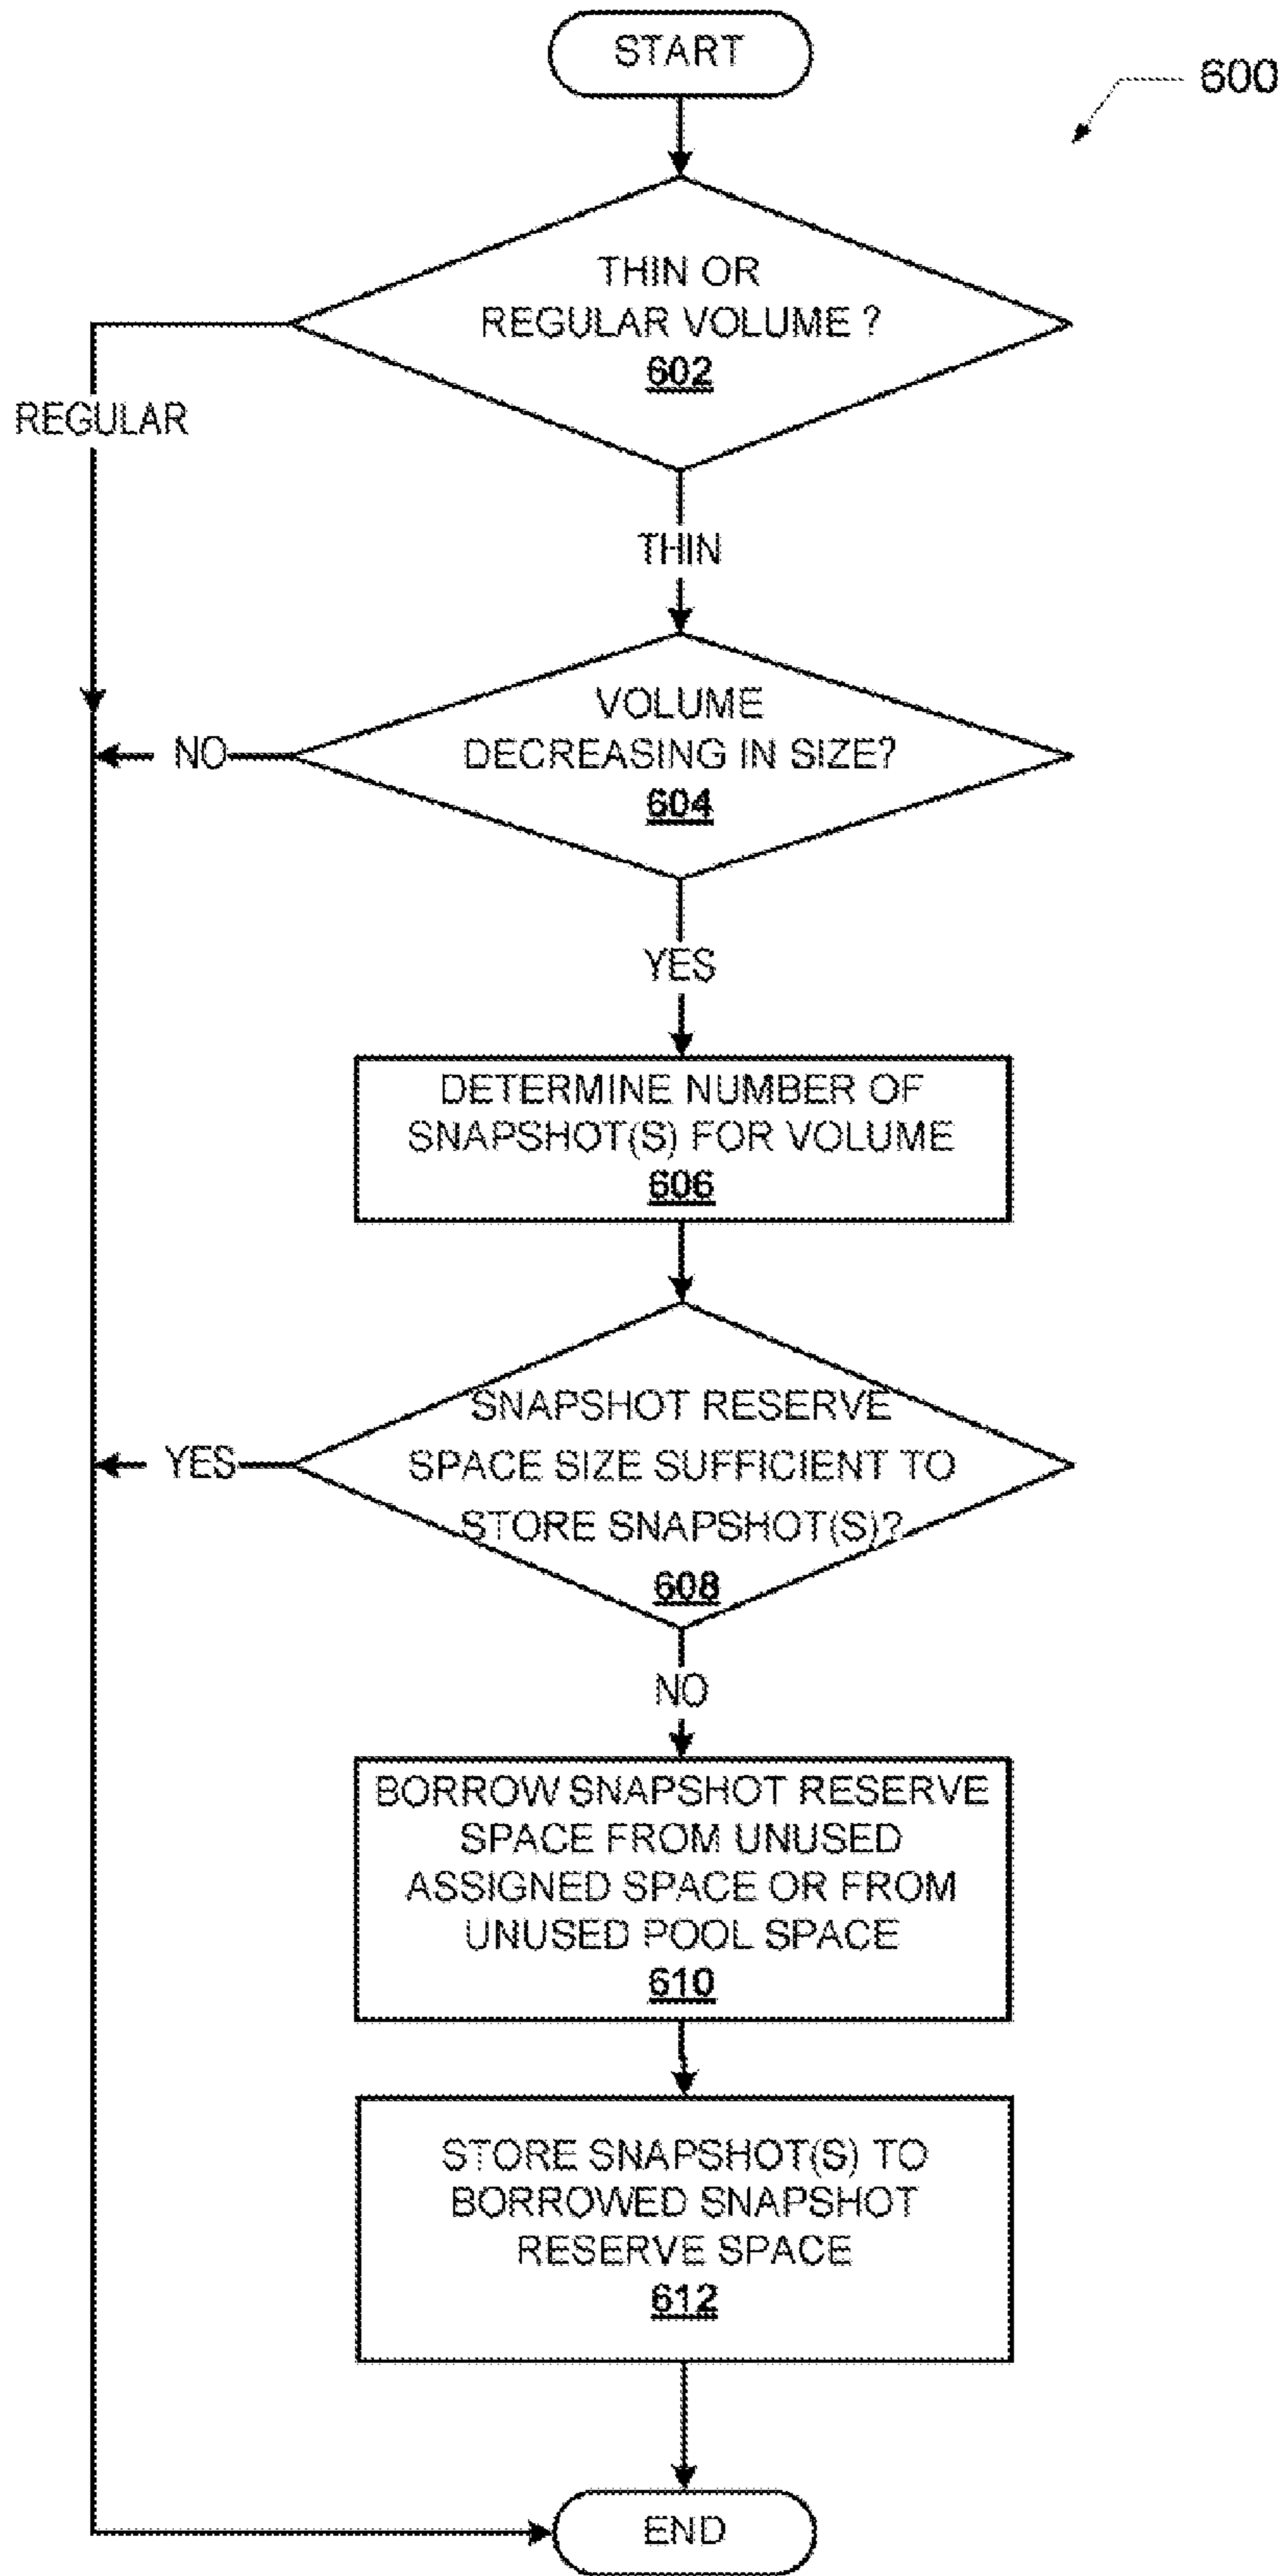 START
600
THIN OR
REGULAR VOLUME ?
602
REGULAR
THIN
VOLUME
DECREASING IN SIZE?
604
NO
YES
DETERMINE NUMBER OF
SNAPSHOT(S) FOR VOLUME
606
SNAPSHOT RESERVE
SPACE SIZE SUFFICIENT TO
STORE SNAPSHOT(S)?
608
YES
NO
BORROW SNAPSHOT RESERVE
SPACE FROM UNUSED
ASSIGNED SPACE OR FROM
UNUSED POOL SPACE
610
STORE SNAPSHOT(S) TO
BORROWED SNAPSHOT
RESERVE SPACE
612
END